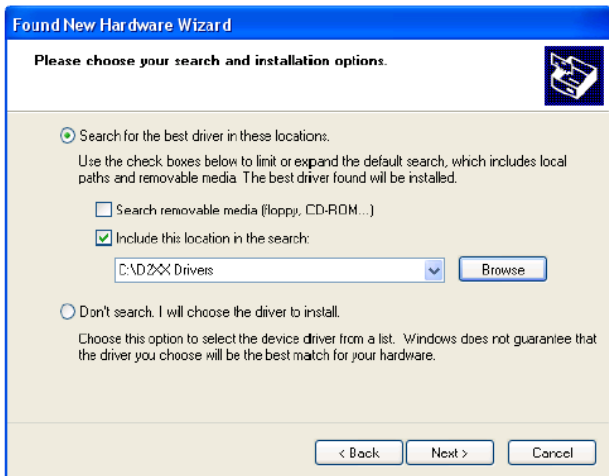 Found New Hardware Wizard
Please choose your search and installation options.
Search for the best driver in these locations.
Use the check boxes below to limit or expand the default search, which includes local
paths and removable media. The best driver found will be installed.
Search removable media (floppy, CD-ROM...)
Include this location in the search:
C:\D2XX Drivers
Browse
Don't search. I will choose the driver to install.
Choose this option to select the device driver from a list. Windows does not guarantee that
the driver you choose will be the best match for your hardware.
< Back Next > Cancel